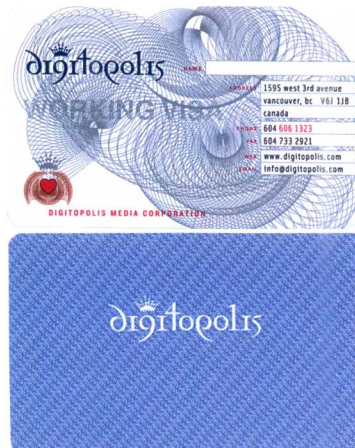 digitopolis
NAME
WORKING VISA
ADDRESS 1595 west 3rd avenue
vancouver, bc V6J 1J8
canada
PHONE 604 606 1323
FAX 604 733 2921
WEB www.digitopolis.com
EMAIL info@digitopolis.com
DIGITOPOLIS MEDIA CORPORATION
digitopolis